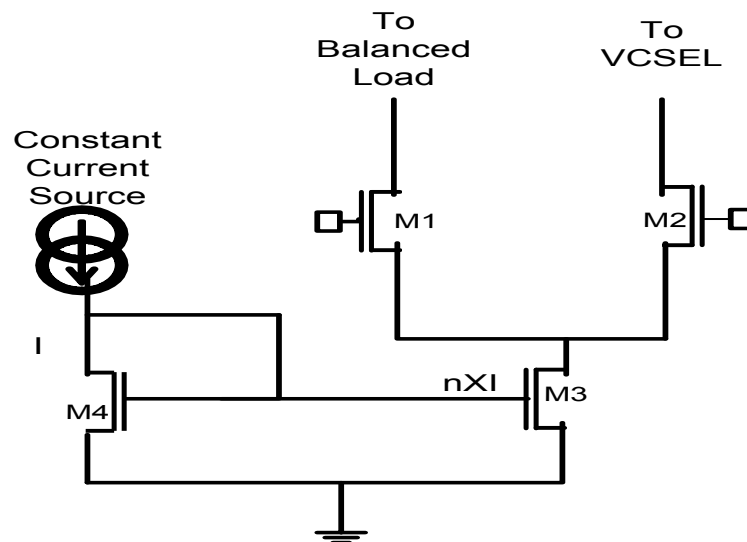 To
Balanced
Load
To
VCSEL
Constant
Current
Source
M1
M2
I
M4
nXI
M3